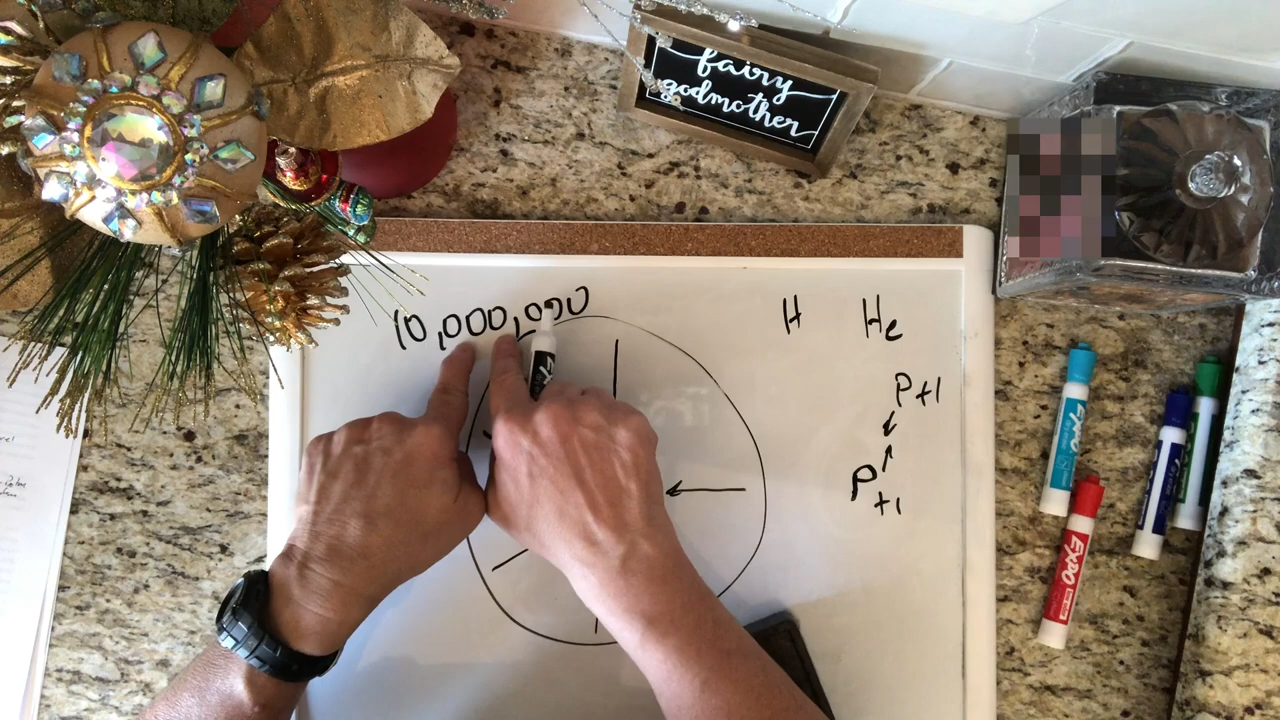 fairy
godmother
10,000,000
H He
P+1
P
+1
EXPO
EXPO
EXPO